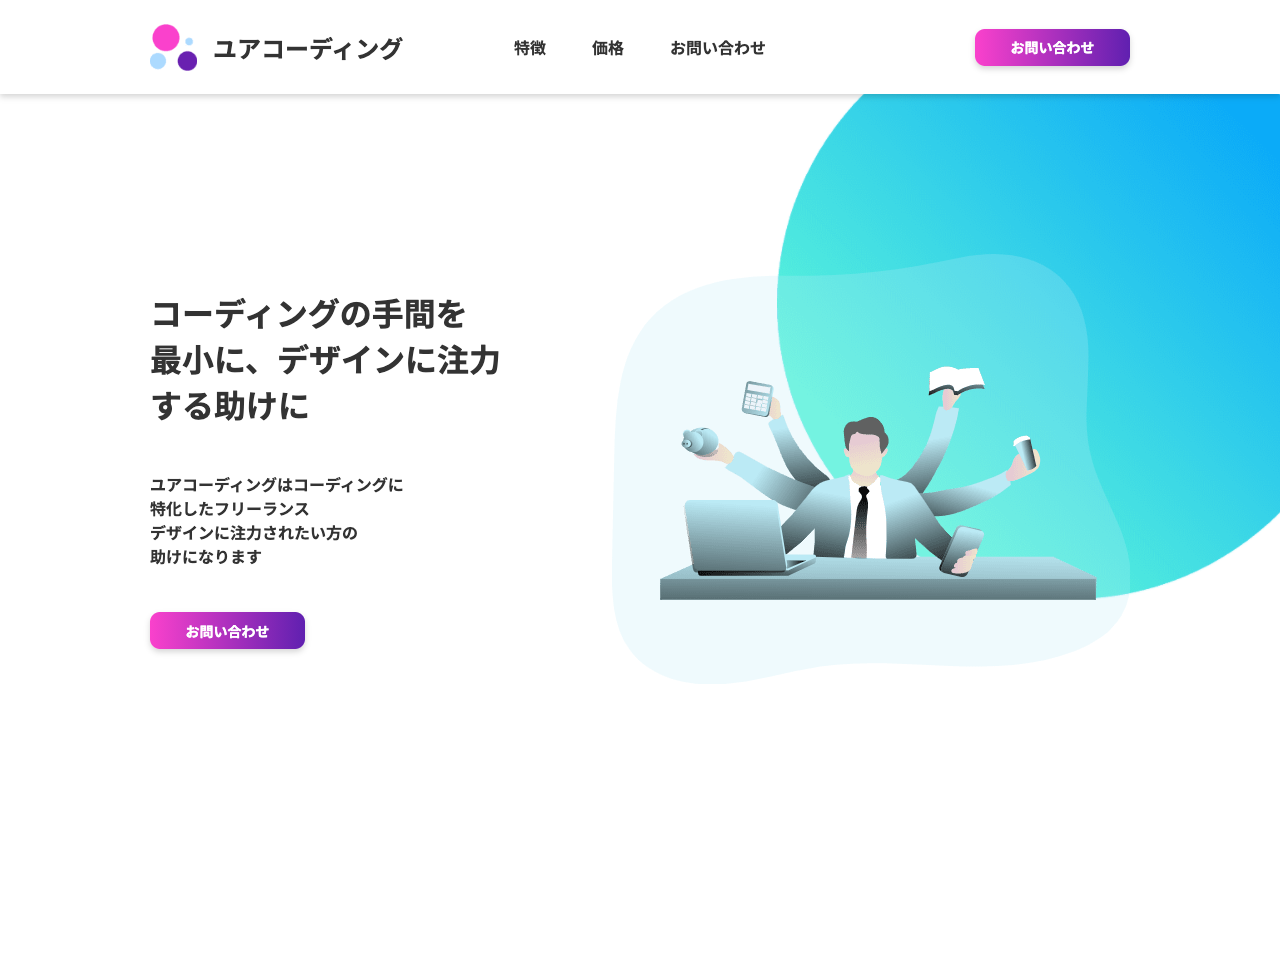 ユアコーディング
特徴
価格
お問い合わせ
お問い合わせ
コーディングの手間を
最小に、デザインに注力
する助けに
ユアコーディングはコーディングに
特化したフリーランス
デザインに注力されたい方の
助けになります
お問い合わせ